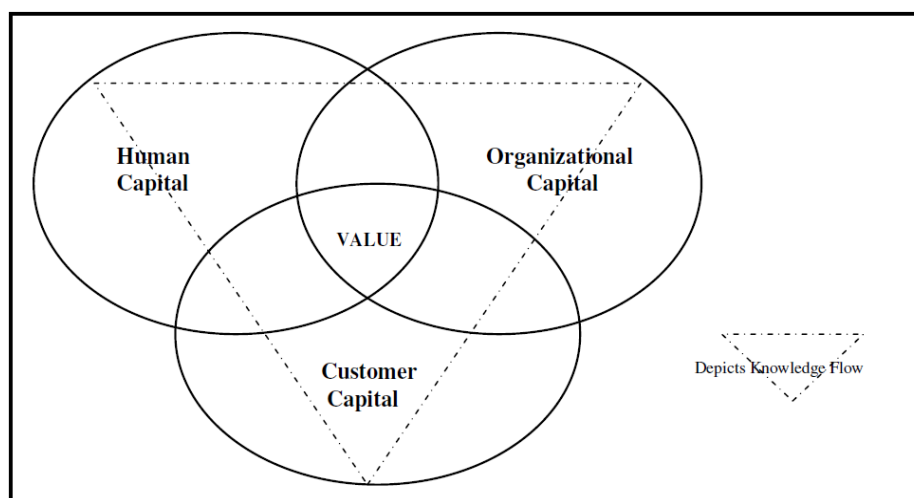 Human
Capital
Organizational
Capital
VALUE
Customer
Capital
Depicts Knowledge Flow